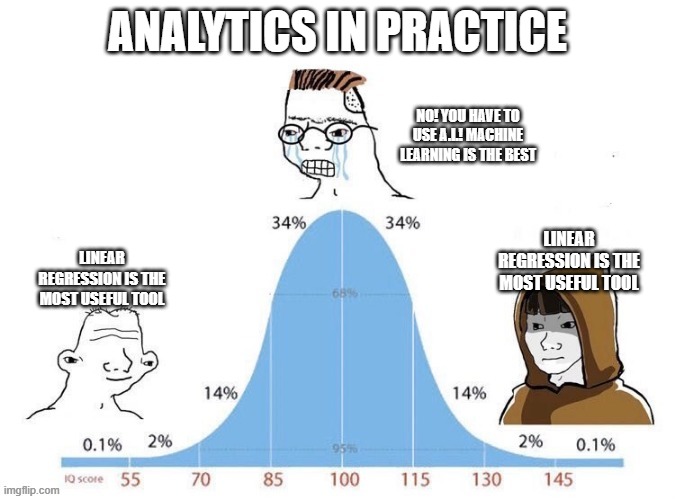 ANALYTICS IN PRACTICE
NO! YOU HAVE TO
USE A.I.! MACHINE
LEARNING IS THE BEST
34%
34%
LINEAR
REGRESSION IS THE
MOST USEFUL TOOL
LINEAR
REGRESSION IS THE
MOST USEFUL TOOL
68%
14%
14%
0.1%
2%
95%
2%
0.1%
IQ score 55 70 85 100 115 130 145
imgflip.com